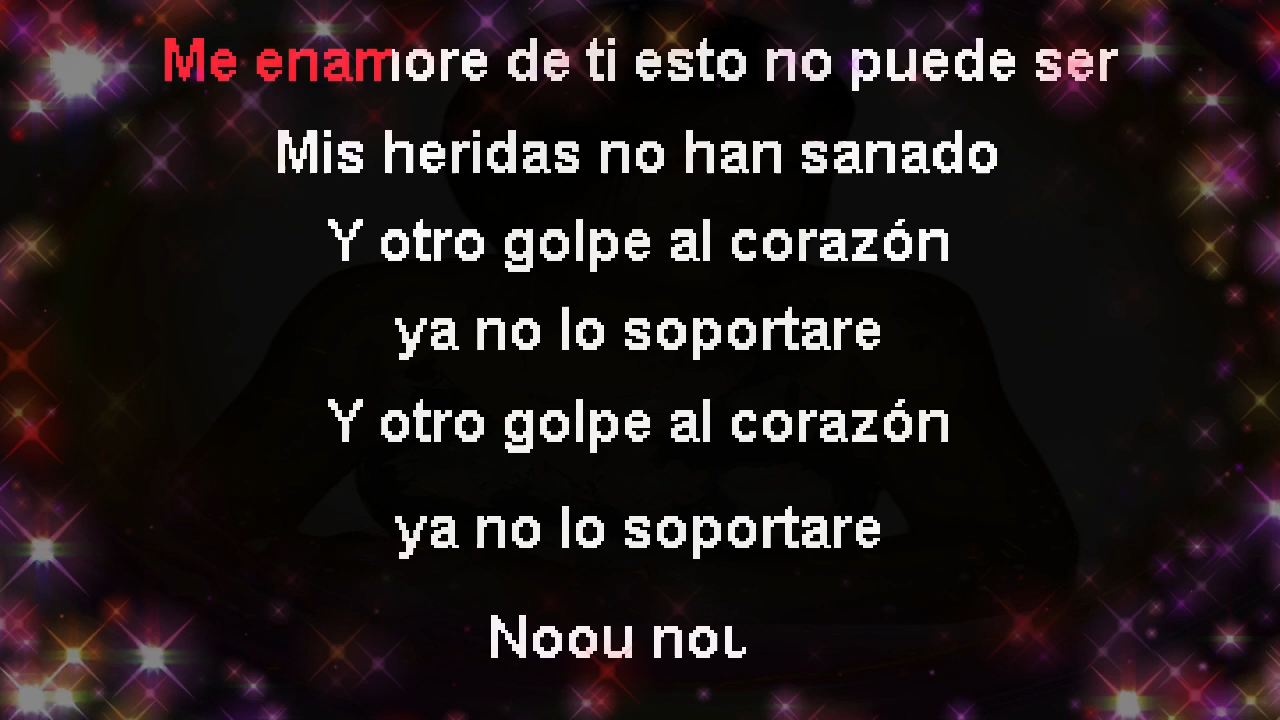 Me enamore de ti esto no puede ser
Mis heridas no han sanado
Y otro golpe al corazón
ya no lo soportare
Y otro golpe al corazón
ya no lo soportare
Noou